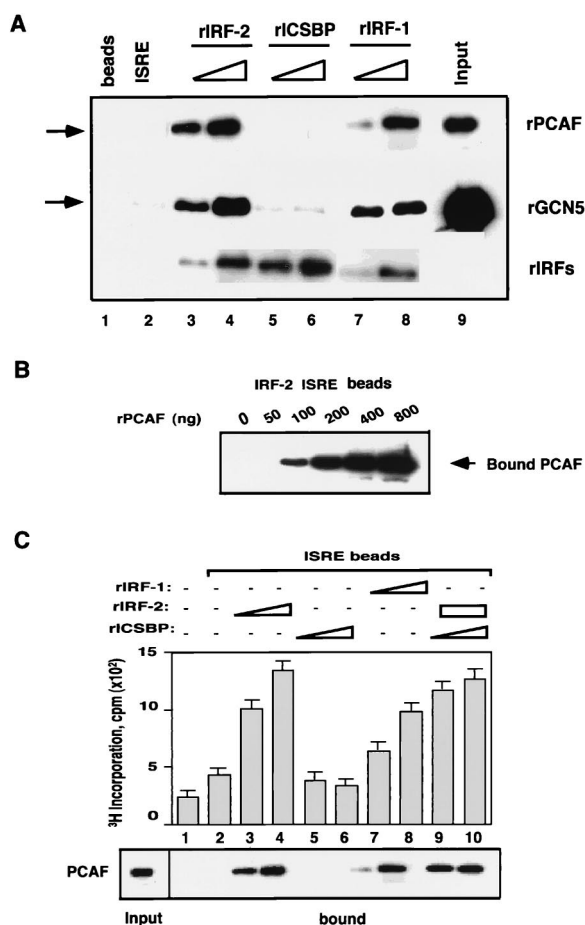 A
beads
ISRE
rIRF-2
rICSBP
rIRF-1
Input
rPCAF
rGCN5
rIRFs
1 2 3 4 5 6 7 8 9
B
IRF-2 ISRE beads
rPCAF (ng) 0 50 100 200 400 800
Bound PCAF
C
ISRE beads
rIRF-1: - - - - - - - -
rIRF-2: - - - - - -
rICSBP: - - - - - -
³H Incorporation, cpm (x10²)
15
10
5
0
1 2 3 4 5 6 7 8 9 10
PCAF
Input bound